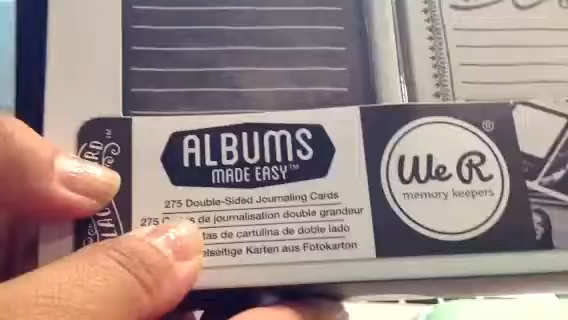 ALBUMS
MADE EASY™
275 Double-Sided Journaling Cards
275 de journalisation double grandeur
de cartulina de doble lado
Karten aus Fotokarton
We R
memory keepers
®